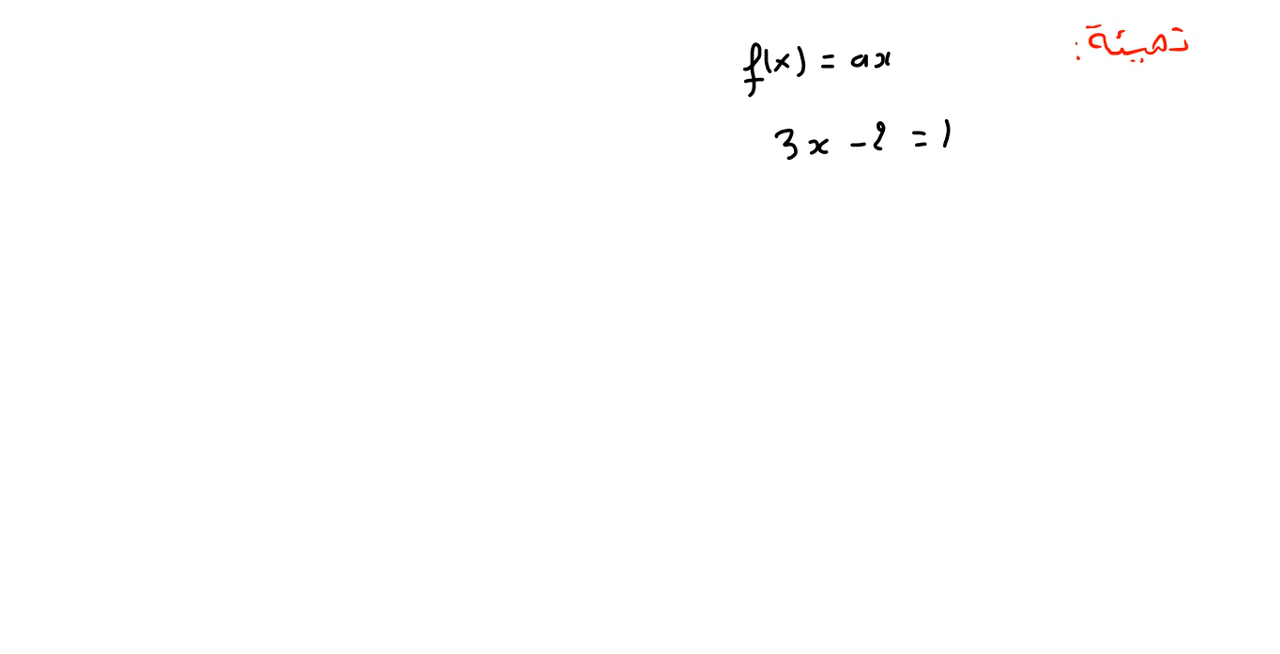 تهيئة :
f(x) = ax
3x - 2 = 1